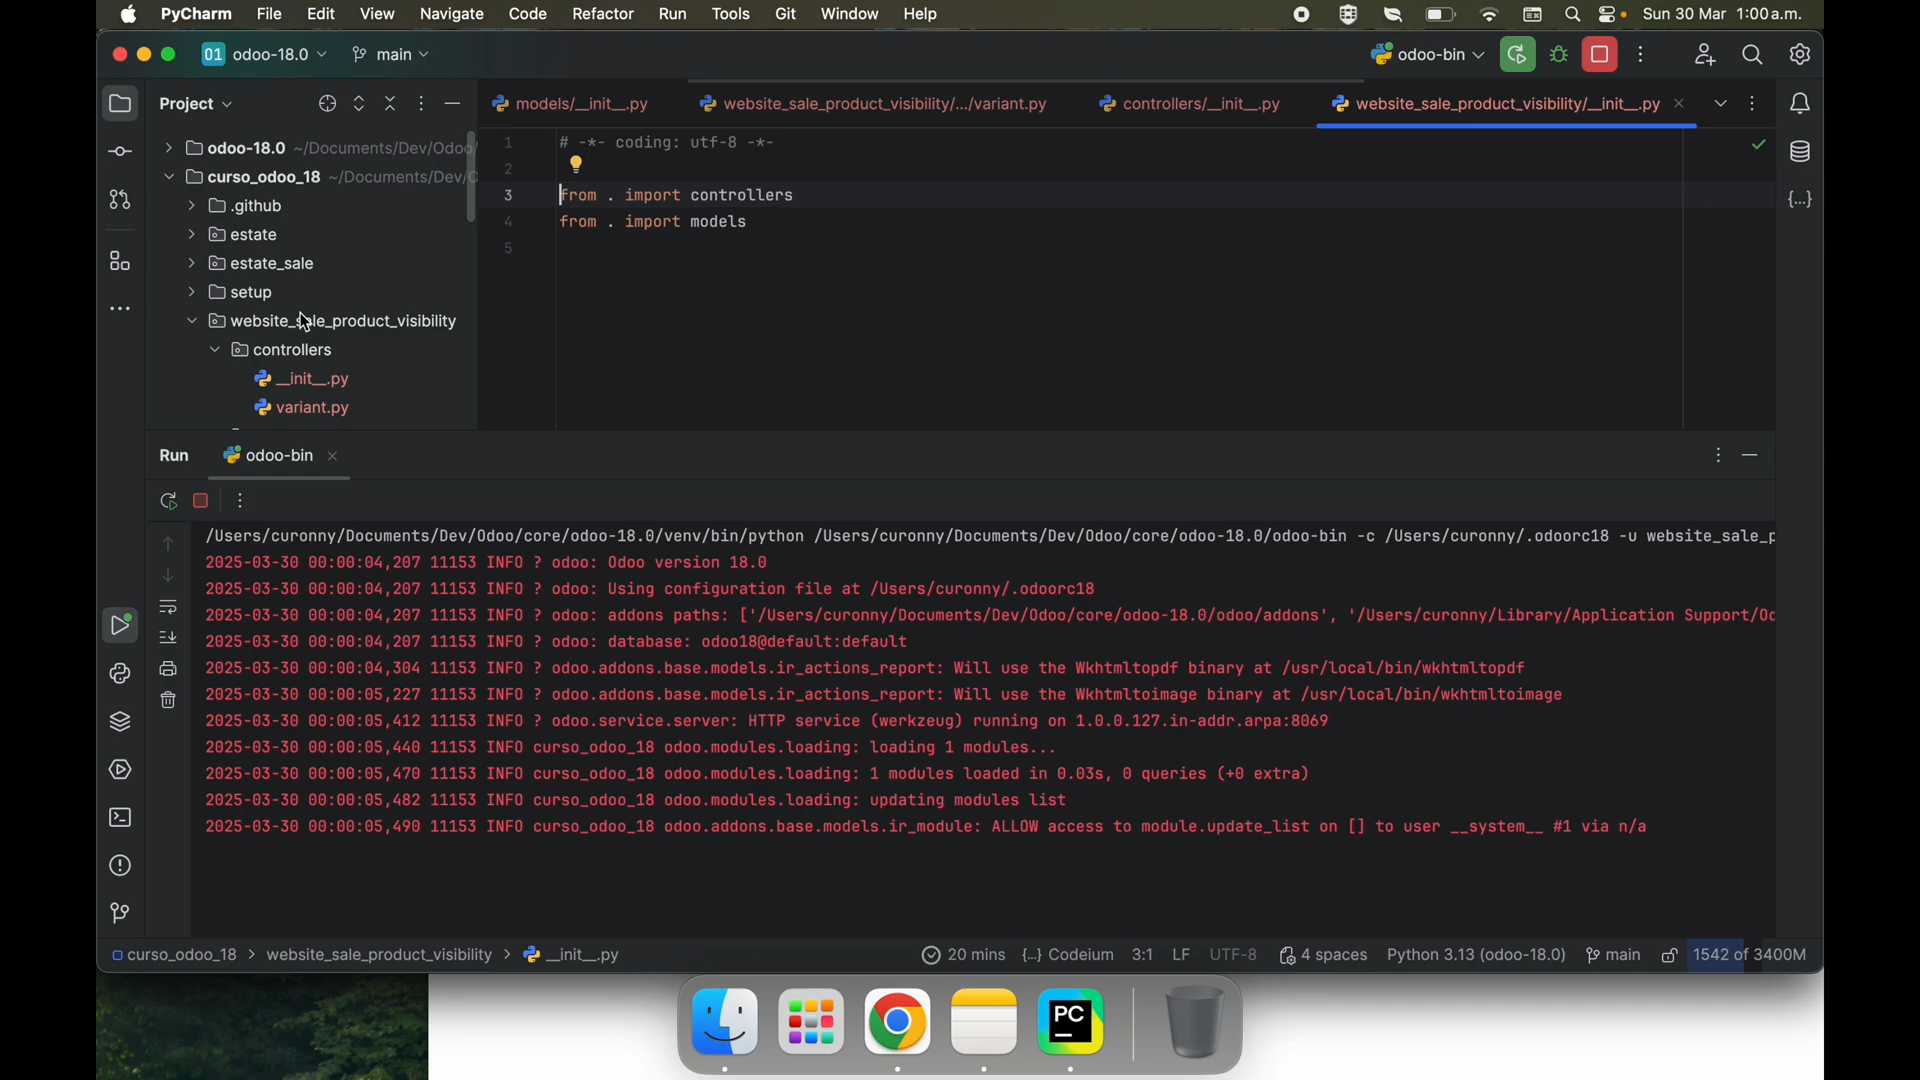 PyCharm File Edit View Navigate Code Refactor Run Tools Git Window Help Sun 30 Mar 1:00 a.m.
01 odoo-18.0 main odoo-bin
Project
models/__init__.py website_sale_product_visibility/.../variant.py controllers/__init__.py website_sale_product_visibility/__init__.py
odoo-18.0 ~/Documents/Dev/Odoo/
curso_odoo_18 ~/Documents/Dev/O
.github
estate
estate_sale
setup
website_sale_product_visibility
controllers
__init__.py
variant.py
1 # -*- coding: utf-8 -*-
2
3 from . import controllers
4 from . import models
5
{...}
Run odoo-bin
/Users/curonny/Documents/Dev/Odoo/core/odoo-18.0/venv/bin/python /Users/curonny/Documents/Dev/Odoo/core/odoo-18.0/odoo-bin -c /Users/curonny/.odoorc18 -u website_sale_p
2025-03-30 00:00:04,207 11153 INFO ? odoo: Odoo version 18.0
2025-03-30 00:00:04,207 11153 INFO ? odoo: Using configuration file at /Users/curonny/.odoorc18
2025-03-30 00:00:04,207 11153 INFO ? odoo: addons paths: ['/Users/curonny/Documents/Dev/Odoo/core/odoo-18.0/odoo/addons', '/Users/curonny/Library/Application Support/Od
2025-03-30 00:00:04,207 11153 INFO ? odoo: database: odoo18@default:default
2025-03-30 00:00:04,304 11153 INFO ? odoo.addons.base.models.ir_actions_report: Will use the Wkhtmltopdf binary at /usr/local/bin/wkhtmltopdf
2025-03-30 00:00:05,227 11153 INFO ? odoo.addons.base.models.ir_actions_report: Will use the Wkhtmltoimage binary at /usr/local/bin/wkhtmltoimage
2025-03-30 00:00:05,412 11153 INFO ? odoo.service.server: HTTP service (werkzeug) running on 1.0.0.127.in-addr.arpa:8069
2025-03-30 00:00:05,440 11153 INFO curso_odoo_18 odoo.modules.loading: loading 1 modules...
2025-03-30 00:00:05,470 11153 INFO curso_odoo_18 odoo.modules.loading: 1 modules loaded in 0.03s, 0 queries (+0 extra)
2025-03-30 00:00:05,482 11153 INFO curso_odoo_18 odoo.modules.loading: updating modules list
2025-03-30 00:00:05,490 11153 INFO curso_odoo_18 odoo.addons.base.models.ir_module: ALLOW access to module.update_list on [] to user __system__ #1 via n/a
curso_odoo_18 > website_sale_product_visibility > __init__.py 20 mins {...} Codeium 3:1 LF UTF-8 4 spaces Python 3.13 (odoo-18.0) main 1542 of 3400M
PC